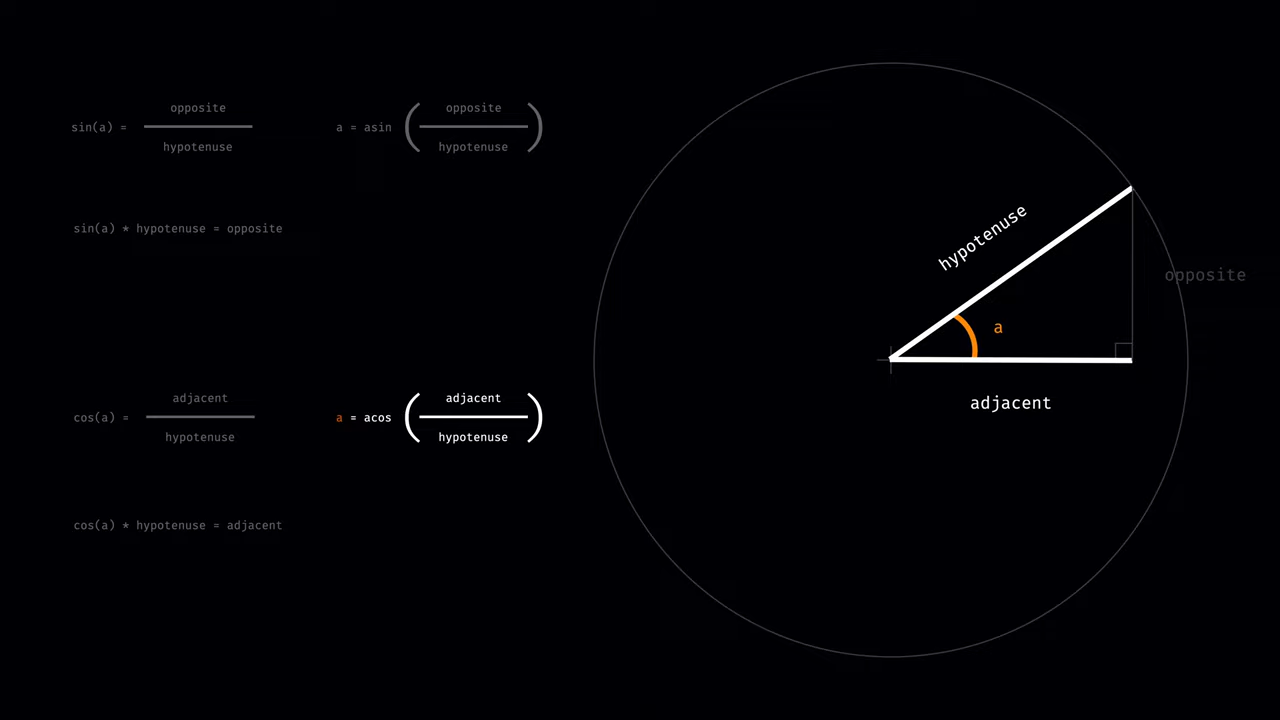 opposite
sin(a) =
hypotenuse
opposite
a = asin
hypotenuse
sin(a) * hypotenuse = opposite
adjacent
cos(a) =
hypotenuse
adjacent
a = acos
hypotenuse
cos(a) * hypotenuse = adjacent
hypotenuse
opposite
a
adjacent